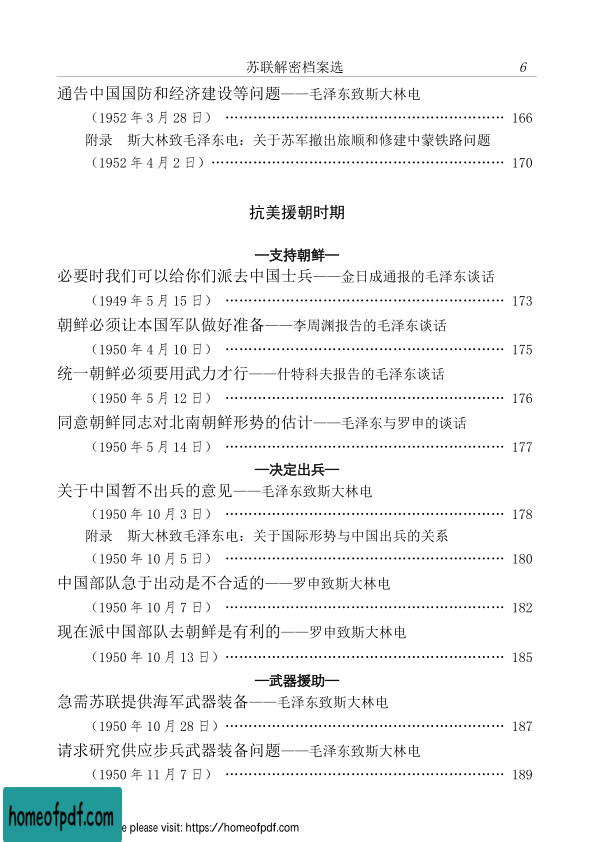 苏联解密档案选 6
通告中国国防和经济建设等问题——毛泽东致斯大林电
（1952 年 3 月 28 日） ………………………………………………… 166
附录 斯大林致毛泽东电：关于苏军撤出旅顺和修建中蒙铁路问题
（1952 年 4 月 2 日）…………………………………………………… 170
抗美援朝时期
—支持朝鲜—
必要时我们可以给你们派去中国士兵——金日成通报的毛泽东谈话
（1949 年 5 月 15 日） ………………………………………………… 173
朝鲜必须让本国军队做好准备——李周渊报告的毛泽东谈话
（1950 年 4 月 10 日） ………………………………………………… 175
统一朝鲜必须要用武力才行——什特科夫报告的毛泽东谈话
（1950 年 5 月 12 日） ………………………………………………… 176
同意朝鲜同志对北南朝鲜形势的估计——毛泽东与罗申的谈话
（1950 年 5 月 14 日） ………………………………………………… 177
—决定出兵—
关于中国暂不出兵的意见——毛泽东致斯大林电
（1950 年 10 月 3 日） ………………………………………………… 178
附录 斯大林致毛泽东电：关于国际形势与中国出兵的关系
（1950 年 10 月 5 日） ………………………………………………… 180
中国部队急于出动是不合适的——罗申致斯大林电
（1950 年 10 月 7 日） ………………………………………………… 182
现在派中国部队去朝鲜是有利的——罗申致斯大林电
（1950 年 10 月 13 日）………………………………………………… 185
—武器援助—
急需苏联提供海军武器装备——毛泽东致斯大林电
（1950 年 10 月 28 日）………………………………………………… 187
请求研究供应步兵武器装备问题——毛泽东致斯大林电
（1950 年 11 月 7 日） ………………………………………………… 189
homeofpdf.com
e please visit: https://homeofpdf.com